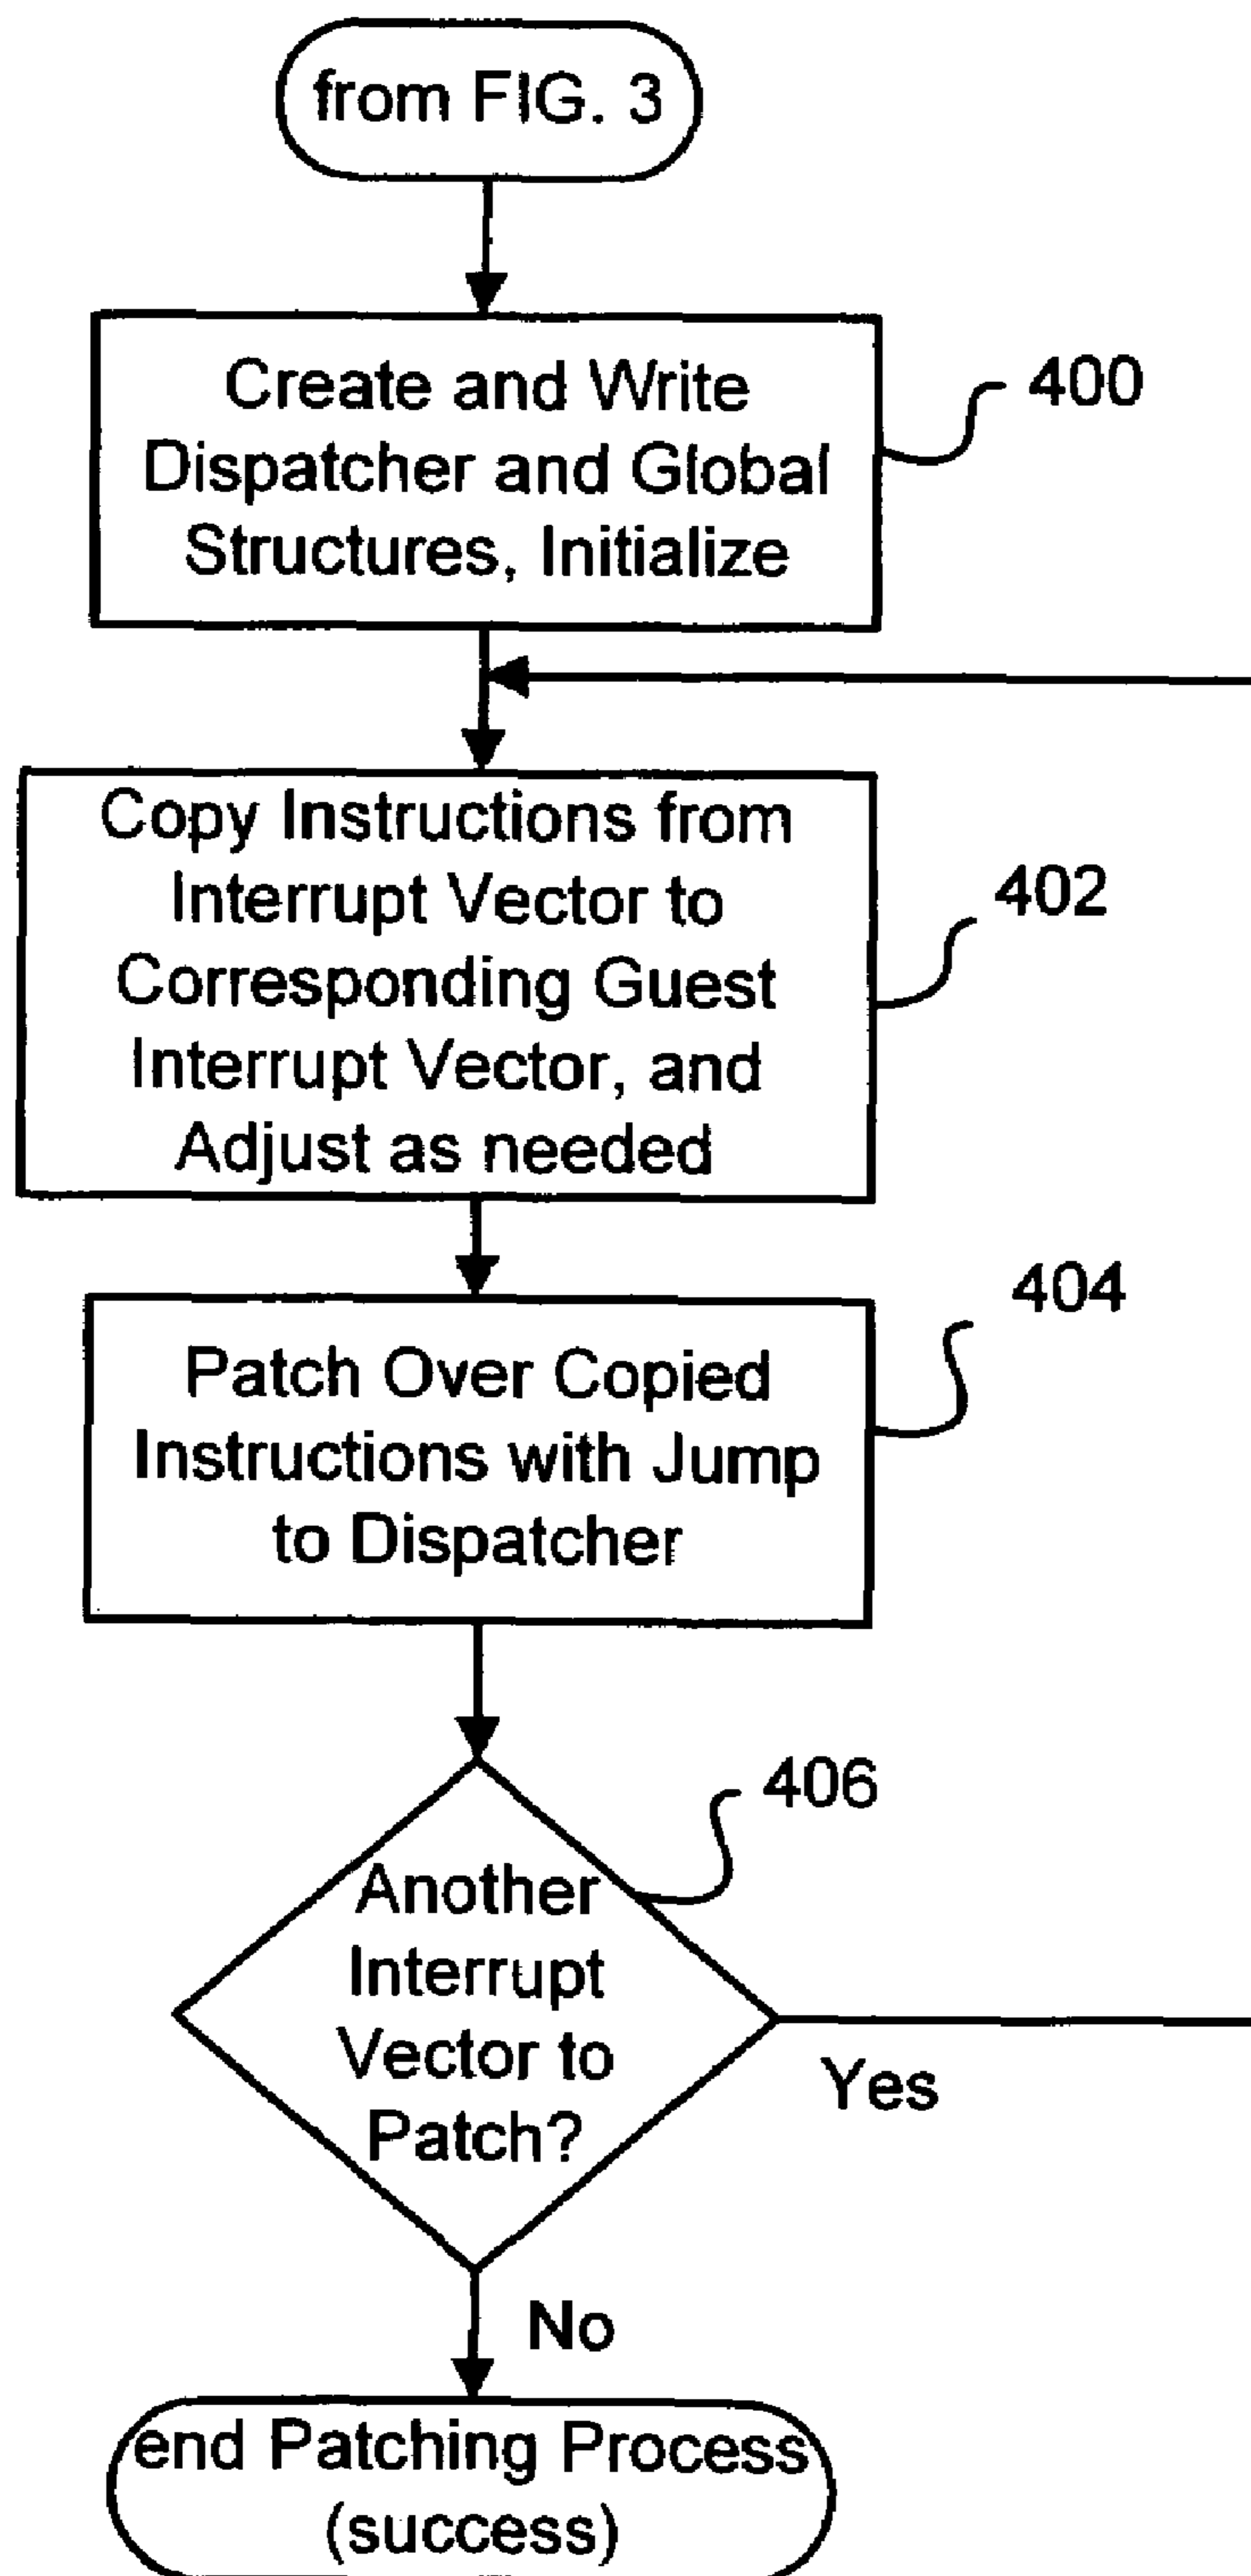 from FIG. 3
Create and Write
Dispatcher and Global
Structures, Initialize
400
Copy Instructions from
Interrupt Vector to
Corresponding Guest
Interrupt Vector, and
Adjust as needed
402
Patch Over Copied
Instructions with Jump
to Dispatcher
404
Another
Interrupt
Vector to
Patch?
406
Yes
No
end Patching Process
(success)